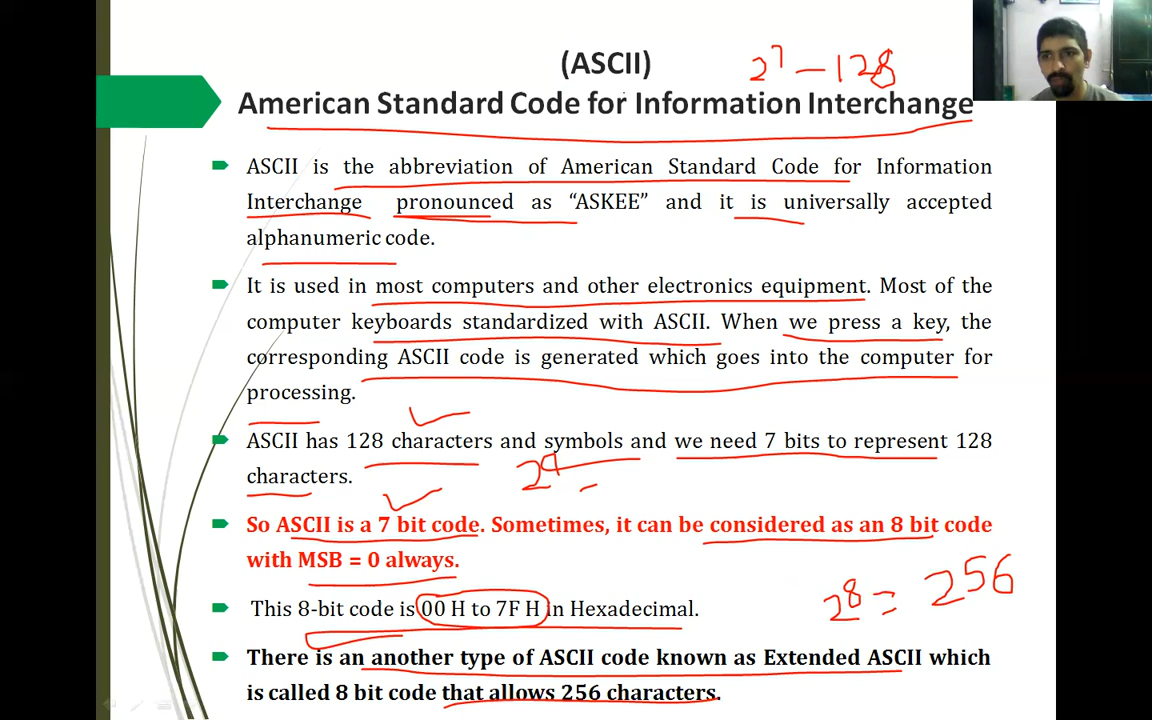 (ASCII)
2⁷ – 128
American Standard Code for Information Interchange
ASCII is the abbreviation of American Standard Code for Information
Interchange pronounced as “ASKEE” and it is universally accepted
alphanumeric code.
It is used in most computers and other electronics equipment. Most of the
computer keyboards standardized with ASCII. When we press a key, the
corresponding ASCII code is generated which goes into the computer for
processing.
ASCII has 128 characters and symbols and we need 7 bits to represent 128
characters.
So ASCII is a 7 bit code. Sometimes, it can be considered as an 8 bit code
with MSB = 0 always.
This 8-bit code is 00 H to 7F H in Hexadecimal.
2⁸ = 256
There is an another type of ASCII code known as Extended ASCII which
is called 8 bit code that allows 256 characters.